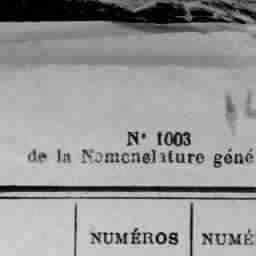 N° 1003
de la Nomenclature géné
NUMÉROS NUMÉ